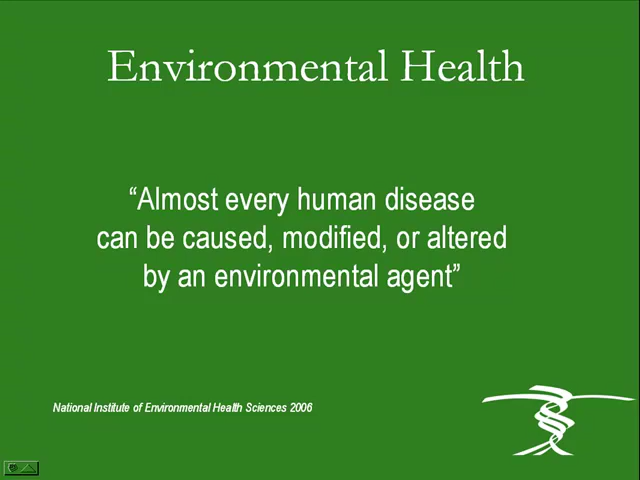 Environmental Health
“Almost every human disease
can be caused, modified, or altered
by an environmental agent”
National Institute of Environmental Health Sciences 2006